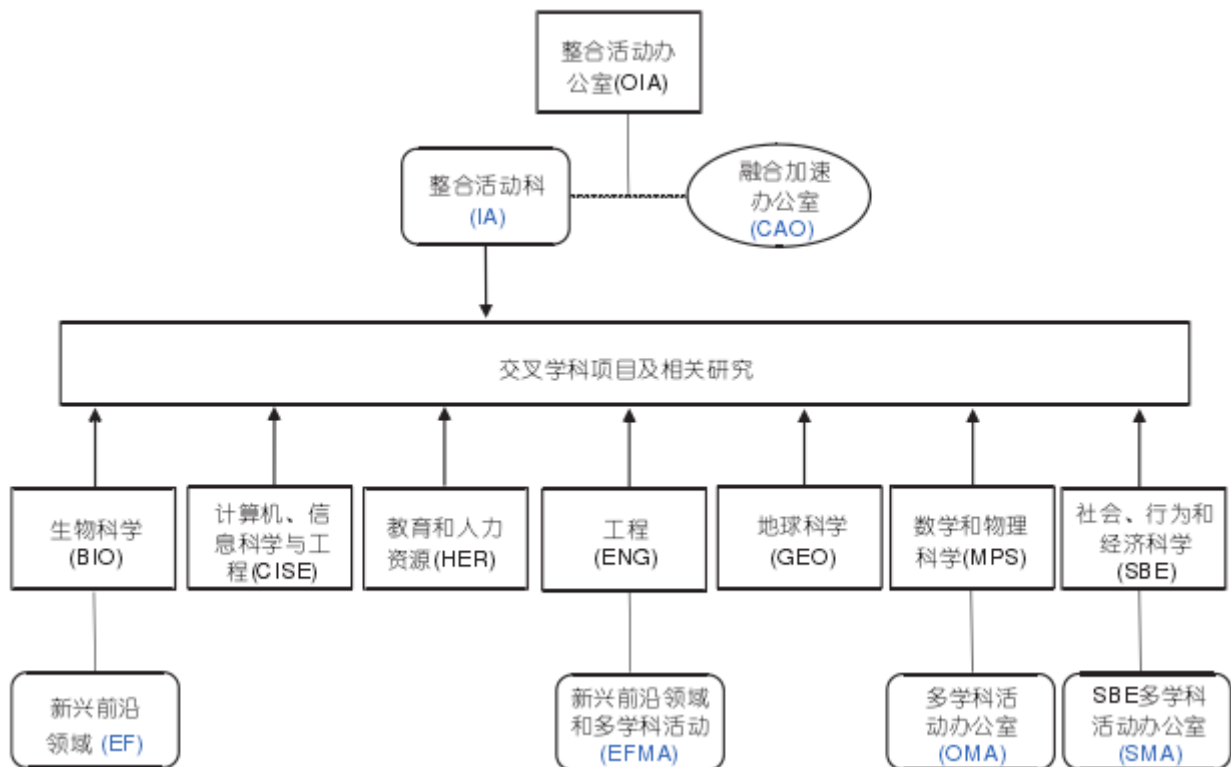 整合活动办
公室(OIA)
整合活动科
(IA)
融合加速
办公室
(CAO)
交叉学科项目及相关研究
生物科学
(BIO)
计算机、信
息科学与工
程(CISE)
教育和人力
资源(HER)
工程
(ENG)
地球科学
(GEO)
数学和物理
科学(MPS)
社会、行为和
经济科学
(SBE)
新兴前沿
领域 (EF)
新兴前沿领域
和多学科活动
(EFMA)
多学科活
动办公室
(OMA)
SBE多学科
活动办公室
(SMA)